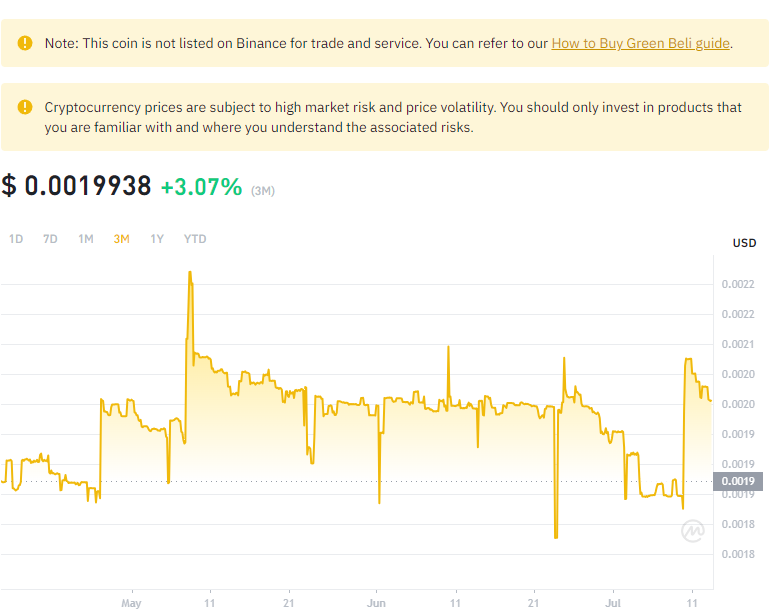 Note: This coin is not listed on Binance for trade and service. You can refer to our How to Buy Green Beli guide.
Cryptocurrency prices are subject to high market risk and price volatility. You should only invest in products that
you are familiar with and where you understand the associated risks.
$ 0.0019938 +3.07% (3M)
1D 7D 1M 3M 1Y YTD
USD
0.0022
0.0022
0.0021
0.0020
0.0020
0.0019
0.0019
0.0019
0.0019
0.0018
0.0018
May 11 21 Jun 11 21 Jul 11